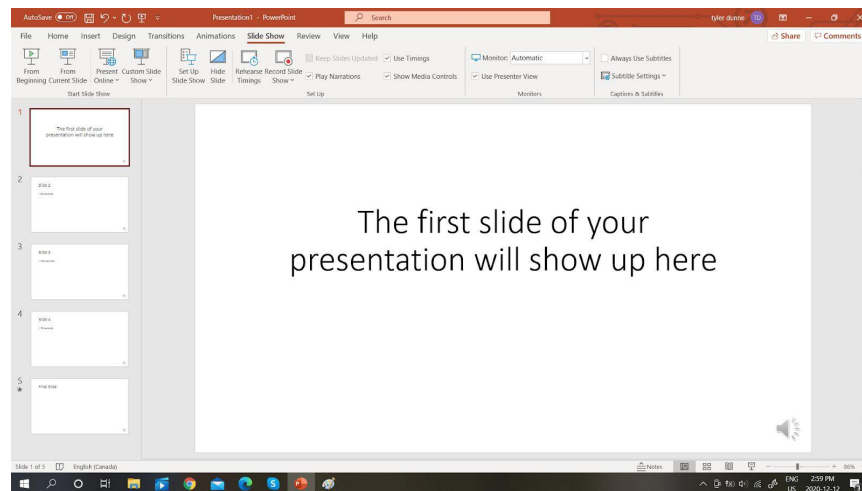 AutoSave Off Presentation1 - PowerPoint Search tyler dunne TD
File Home Insert Design Transitions Animations Slide Show Review View Help Share Comments
From Beginning
From Current Slide
Present Online
Custom Slide Show
Set Up Slide Show
Hide Slide
Rehearse Timings
Record Slide Show
Keep Slides Updated
Play Narrations
Use Timings
Show Media Controls
Monitor: Automatic
Use Presenter View
Always Use Subtitles
Subtitle Settings
Start Slide Show Set Up Monitors Captions & Subtitles
1
The first slide of your
presentation will show up here
2
Slide 2
3
4
5
Final Slide
The first slide of your
presentation will show up here
Slide 1 of 5 English (Canada) Notes 86%
ENG 2:59 PM
US 2020-12-12